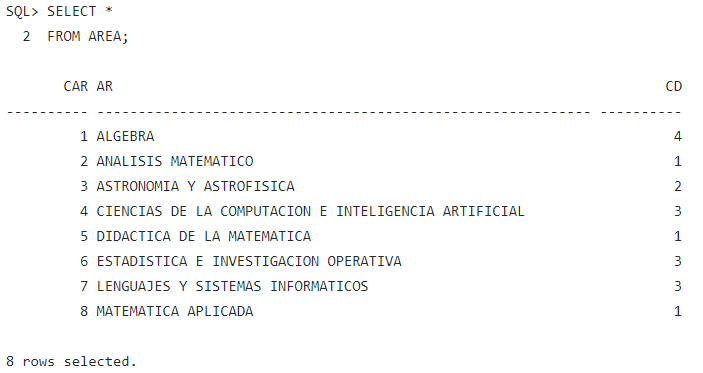 SQL> SELECT *
  2  FROM AREA;
       CAR AR                                                                   CD
---------- ------------------------------------------------------------ ----------
         1 ALGEBRA                                                               4
         2 ANALISIS MATEMATICO                                                   1
         3 ASTRONOMIA Y ASTROFISICA                                              2
         4 CIENCIAS DE LA COMPUTACION E INTELIGENCIA ARTIFICIAL                  3
         5 DIDACTICA DE LA MATEMATICA                                            1
         6 ESTADISTICA E INVESTIGACION OPERATIVA                                 3
         7 LENGUAJES Y SISTEMAS INFORMATICOS                                     3
         8 MATEMATICA APLICADA                                                   1
8 rows selected.